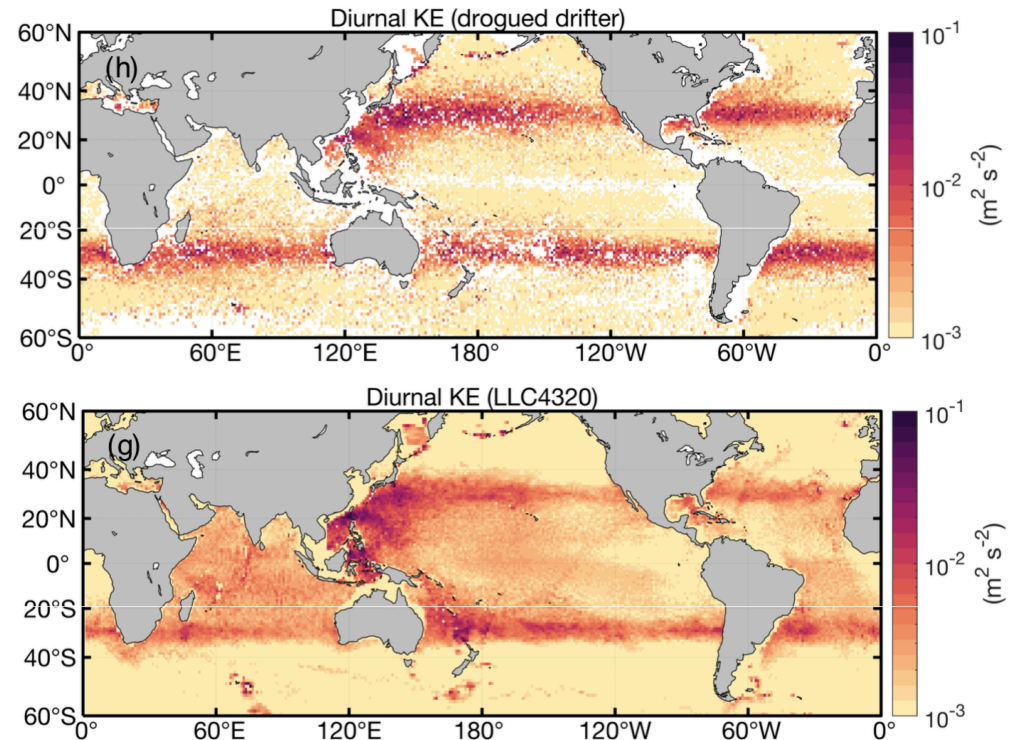 Diurnal KE (drogued drifter)
60°N
(h)
40°N
20°N
0°
20°S
40°S
60°S
0° 60°E 120°E 180° 120°W 60°W 0°
10-1
10-2
10-3
(m2 s-2)
Diurnal KE (LLC4320)
60°N
(g)
40°N
20°N
0°
20°S
40°S
60°S
0° 60°E 120°E 180° 120°W 60°W 0°
10-1
10-2
10-3
(m2 s-2)